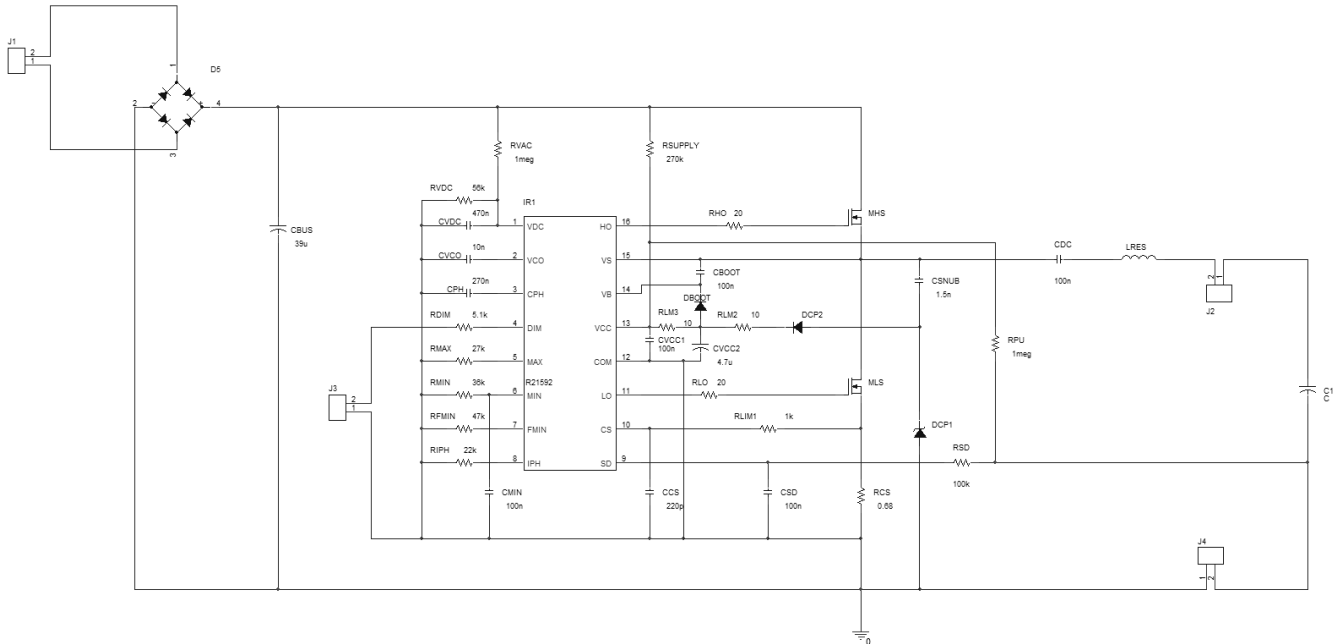 J1
2
1
D5
1
2
4
-
+
3
RVAC
1meg
RSUPPLY
270k
RVDC 56k
IR1
CVDC 470n
1 VDC
HO 16
RHO 20
MHS
CVCO 10n
2 VCO
VS 15
CBOOT
100n
CDC
100n
LRES
CSNUB
1.5n
CBUS
39u
CPH 270n
3 CPH
VB 14
DBOOT
2
1
J2
RDIM 5.1k
4 DIM
VCC 13
RLM3
10
RLM2 10
DCP2
CVCC1
100n
CVCC2
4.7u
RPU
1meg
RMAX 27k
5 MAX
COM 12
R21592
RMIN 36k
6 MIN
LO 11
RLO 20
MLS
J3
2
1
C1
C
RFMIN 47k
7 FMIN
CS 10
RLIM1 1k
DCP1
RIPH 22k
8 IPH
SD 9
RSD
100k
CMIN
100n
CCS
220p
CSD
100n
RCS
0.68
J4
1
2
0